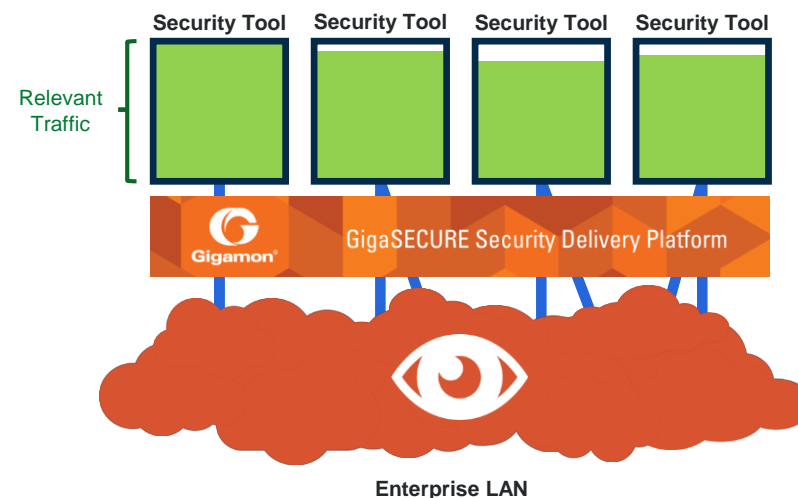 Security Tool Security Tool Security Tool Security Tool
Relevant
Traffic
Gigamon®
GigaSECURE Security Delivery Platform
Enterprise LAN